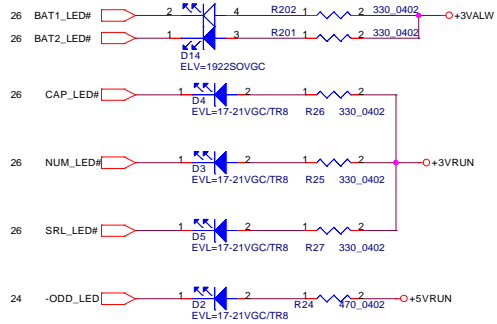 26 BAT1_LED# 2 4 R202 1 2 330_0402 +3VALW
26 BAT2_LED# 1 3 R201 1 2 330_0402
D14
ELV=1922SOVGC
26 CAP_LED# 1 2 1 2
D4
EVL=17-21VGC/TR8 R26 330_0402
26 NUM_LED# 1 2 1 2 +3VRUN
D3
EVL=17-21VGC/TR8 R25 330_0402
26 SRL_LED# 1 2 1 2
D5
EVL=17-21VGC/TR8 R27 330_0402
24 -ODD_LED 1 2 1 2 +5VRUN
D2 R24 470_0402
EVL=17-21VGC/TR8